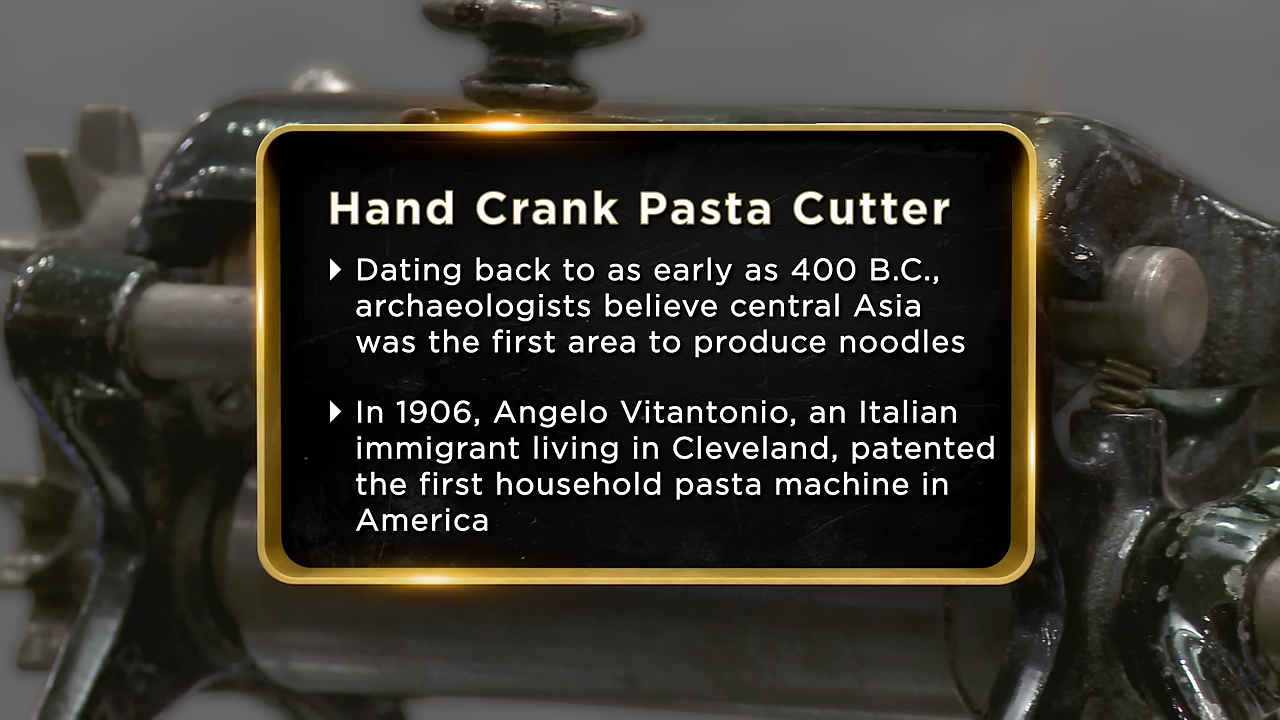 Hand Crank Pasta Cutter
Dating back to as early as 400 B.C.,
archaeologists believe central Asia
was the first area to produce noodles
In 1906, Angelo Vitantonio, an Italian
immigrant living in Cleveland, patented
the first household pasta machine in
America